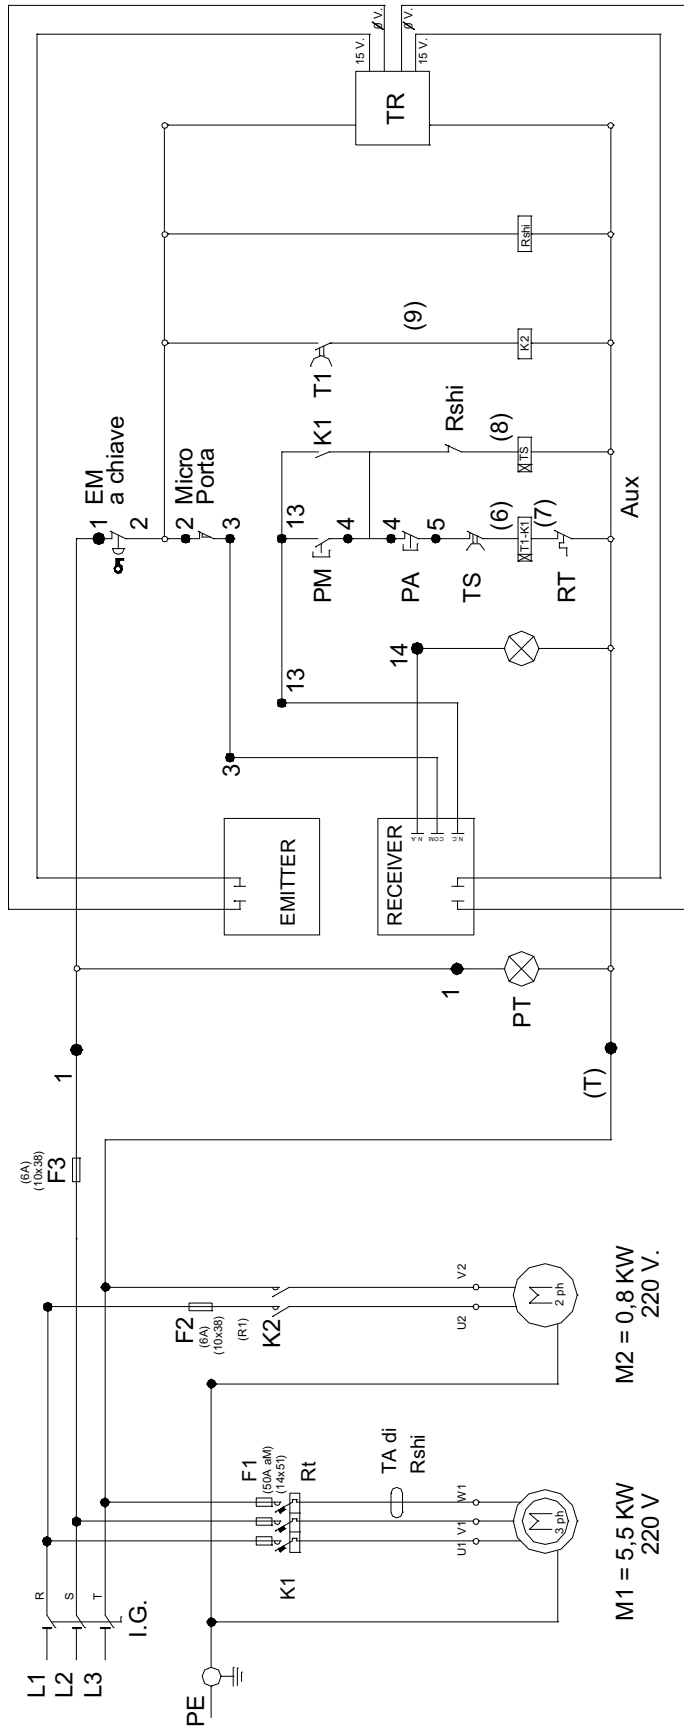 L1
L2
L3
R
S
T
I.G.
PE
K1
F1
(50A aM)
(14x51)
Rt
TA di
Rshi
U1
V1
W1
M
3 ph
M1 = 5,5 KW
220 V
F2
(6A)
(10x38)
(R1)
K2
U2
V2
M
2 ph
M2 = 0,8 KW
220 V.
(6A)
(10x38)
F3
1
(T)
1
PT
EMITTER
RECEIVER
N.A.
COM
N.C.
3
13
14
EM
a chiave
1
2
Micro
Porta
2
3
13
PM
4
4
PA
5
TS
(6)
T1-K1
(7)
RT
K1
Rshi
(8)
TS
T1
(9)
K2
Rshi
Aux
TR
15 V.
Ø V.
Ø V.
15 V.